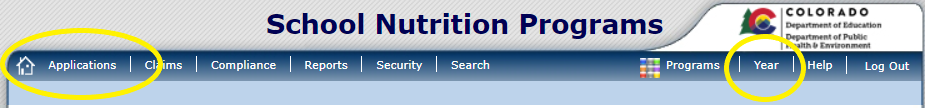 School Nutrition Programs
COLORADO
Department of Education
Department of Public
Health & Environment
Applications Claims Compliance Reports Security Search Programs Year Help Log Out